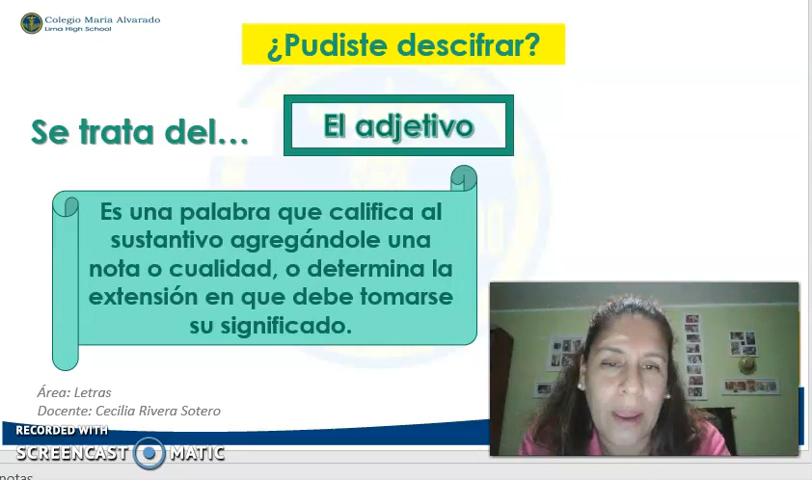 Colegio María Alvarado
Lima High School
¿Pudiste descifrar?
Se trata del...
El adjetivo
Es una palabra que califica al
sustantivo agregándole una
nota o cualidad, o determina la
extensión en que debe tomarse
su significado.
Área: Letras
Docente: Cecilia Rivera Sotero
RECORDED WITH
SCREENCAST MATIC
notas